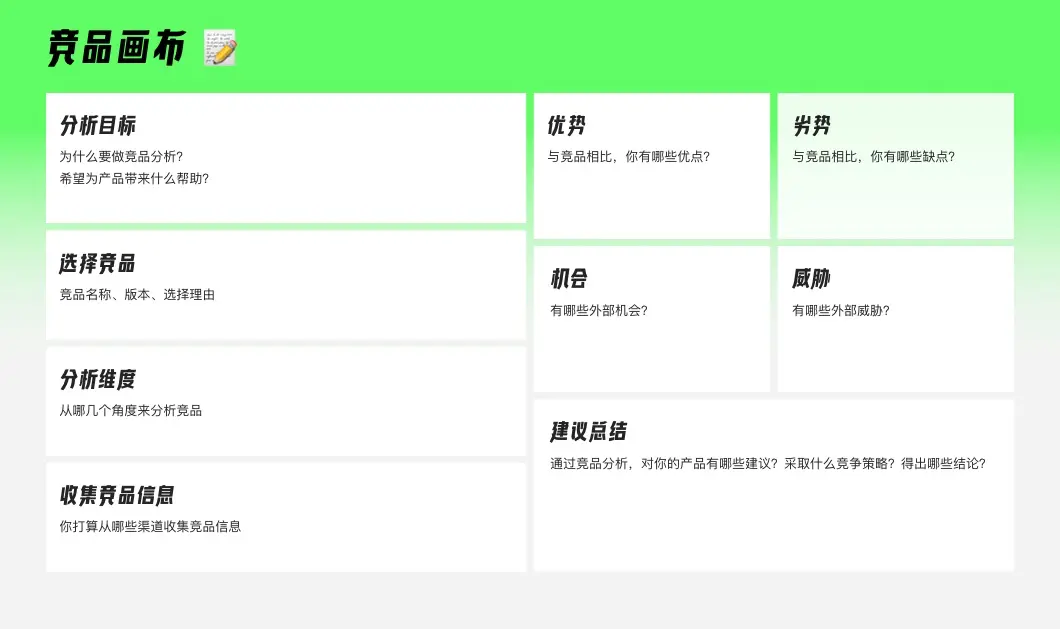 竞品画布
分析目标
为什么要做竞品分析?
希望为产品带来什么帮助?
选择竞品
竞品名称、版本、选择理由
分析维度
从哪几个角度来分析竞品
收集竞品信息
你打算从哪些渠道收集竞品信息
优势
与竞品相比，你有哪些优点?
劣势
与竞品相比，你有哪些缺点?
机会
有哪些外部机会?
威胁
有哪些外部威胁?
建议总结
通过竞品分析，对你的产品有哪些建议? 采取什么竞争策略? 得出哪些结论?